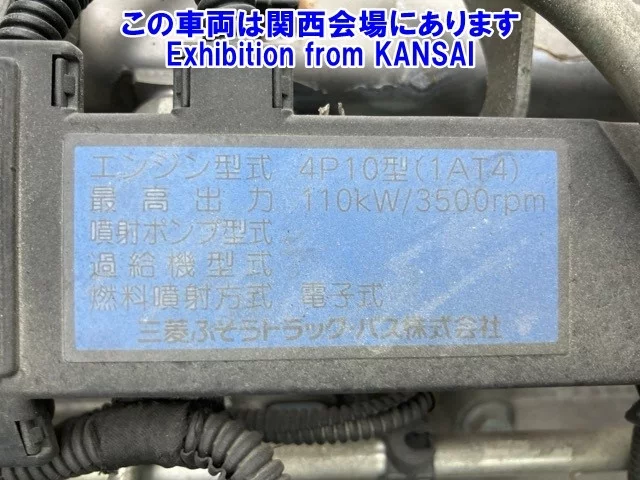 この車両は関西会場にあります
Exhibition from KANSAI
エンジン型式 4P10型(1AT4)
最高出力 110kW/3500rpm
噴射ポンプ型式
過給機型式
燃料噴射方式 電子式
三菱ふそうトラック・バス株式会社